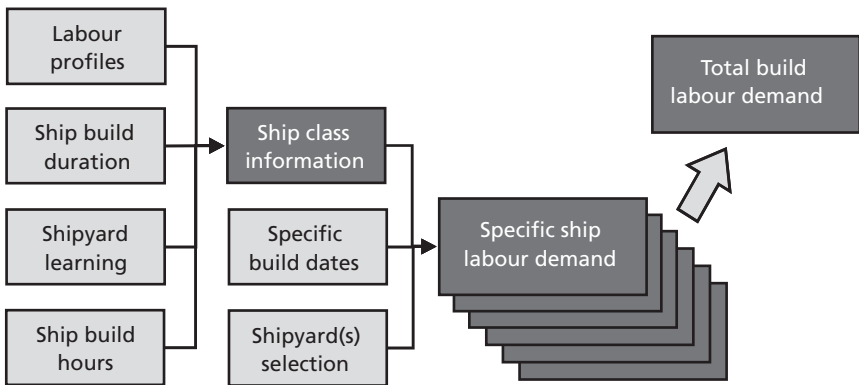 Labour
profiles
Ship build
duration
Shipyard
learning
Ship build
hours
Ship class
information
Specific
build dates
Shipyard(s)
selection
Specific ship
labour demand
Total build
labour demand